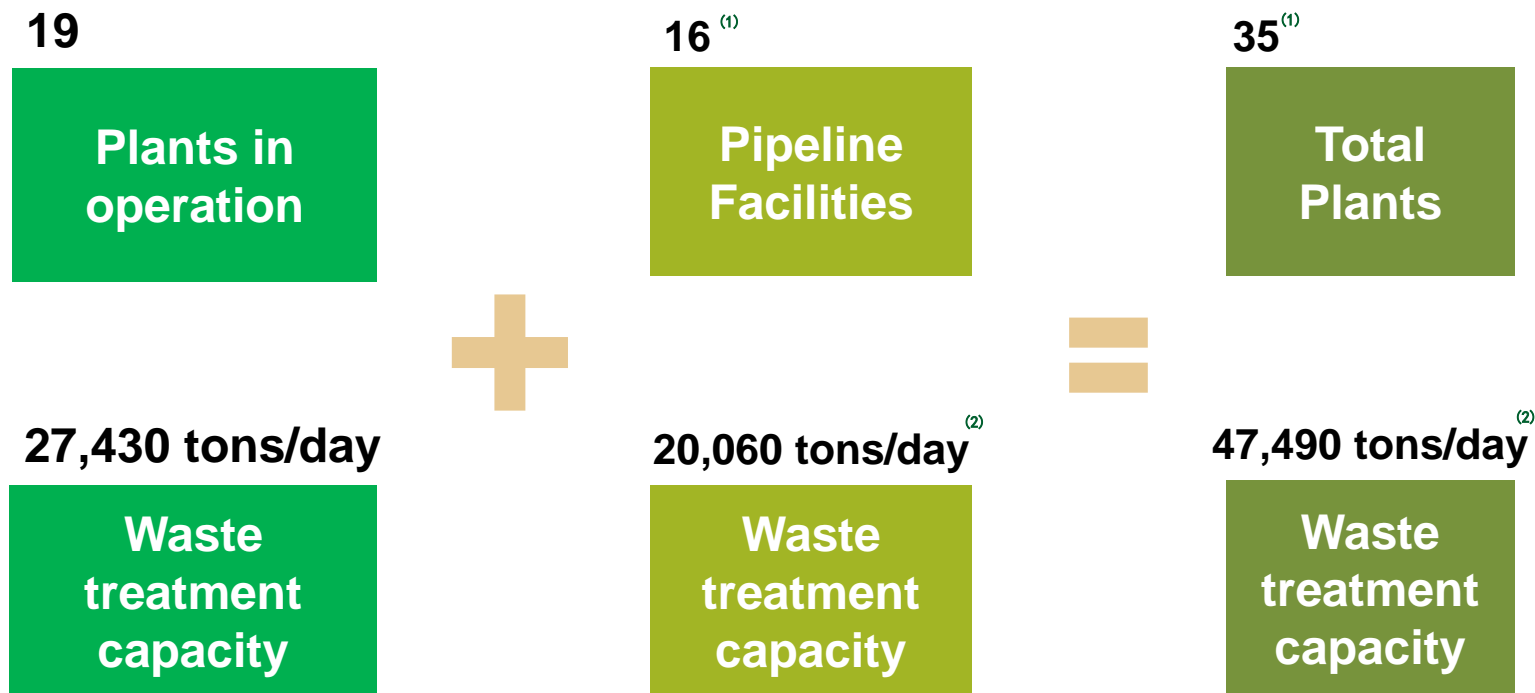 19
16 (1)
35(1)
Plants in
operation
Pipeline
Facilities
Total
Plants
27,430 tons/day
20,060 tons/day(2)
47,490 tons/day(2)
Waste
treatment
capacity
Waste
treatment
capacity
Waste
treatment
capacity